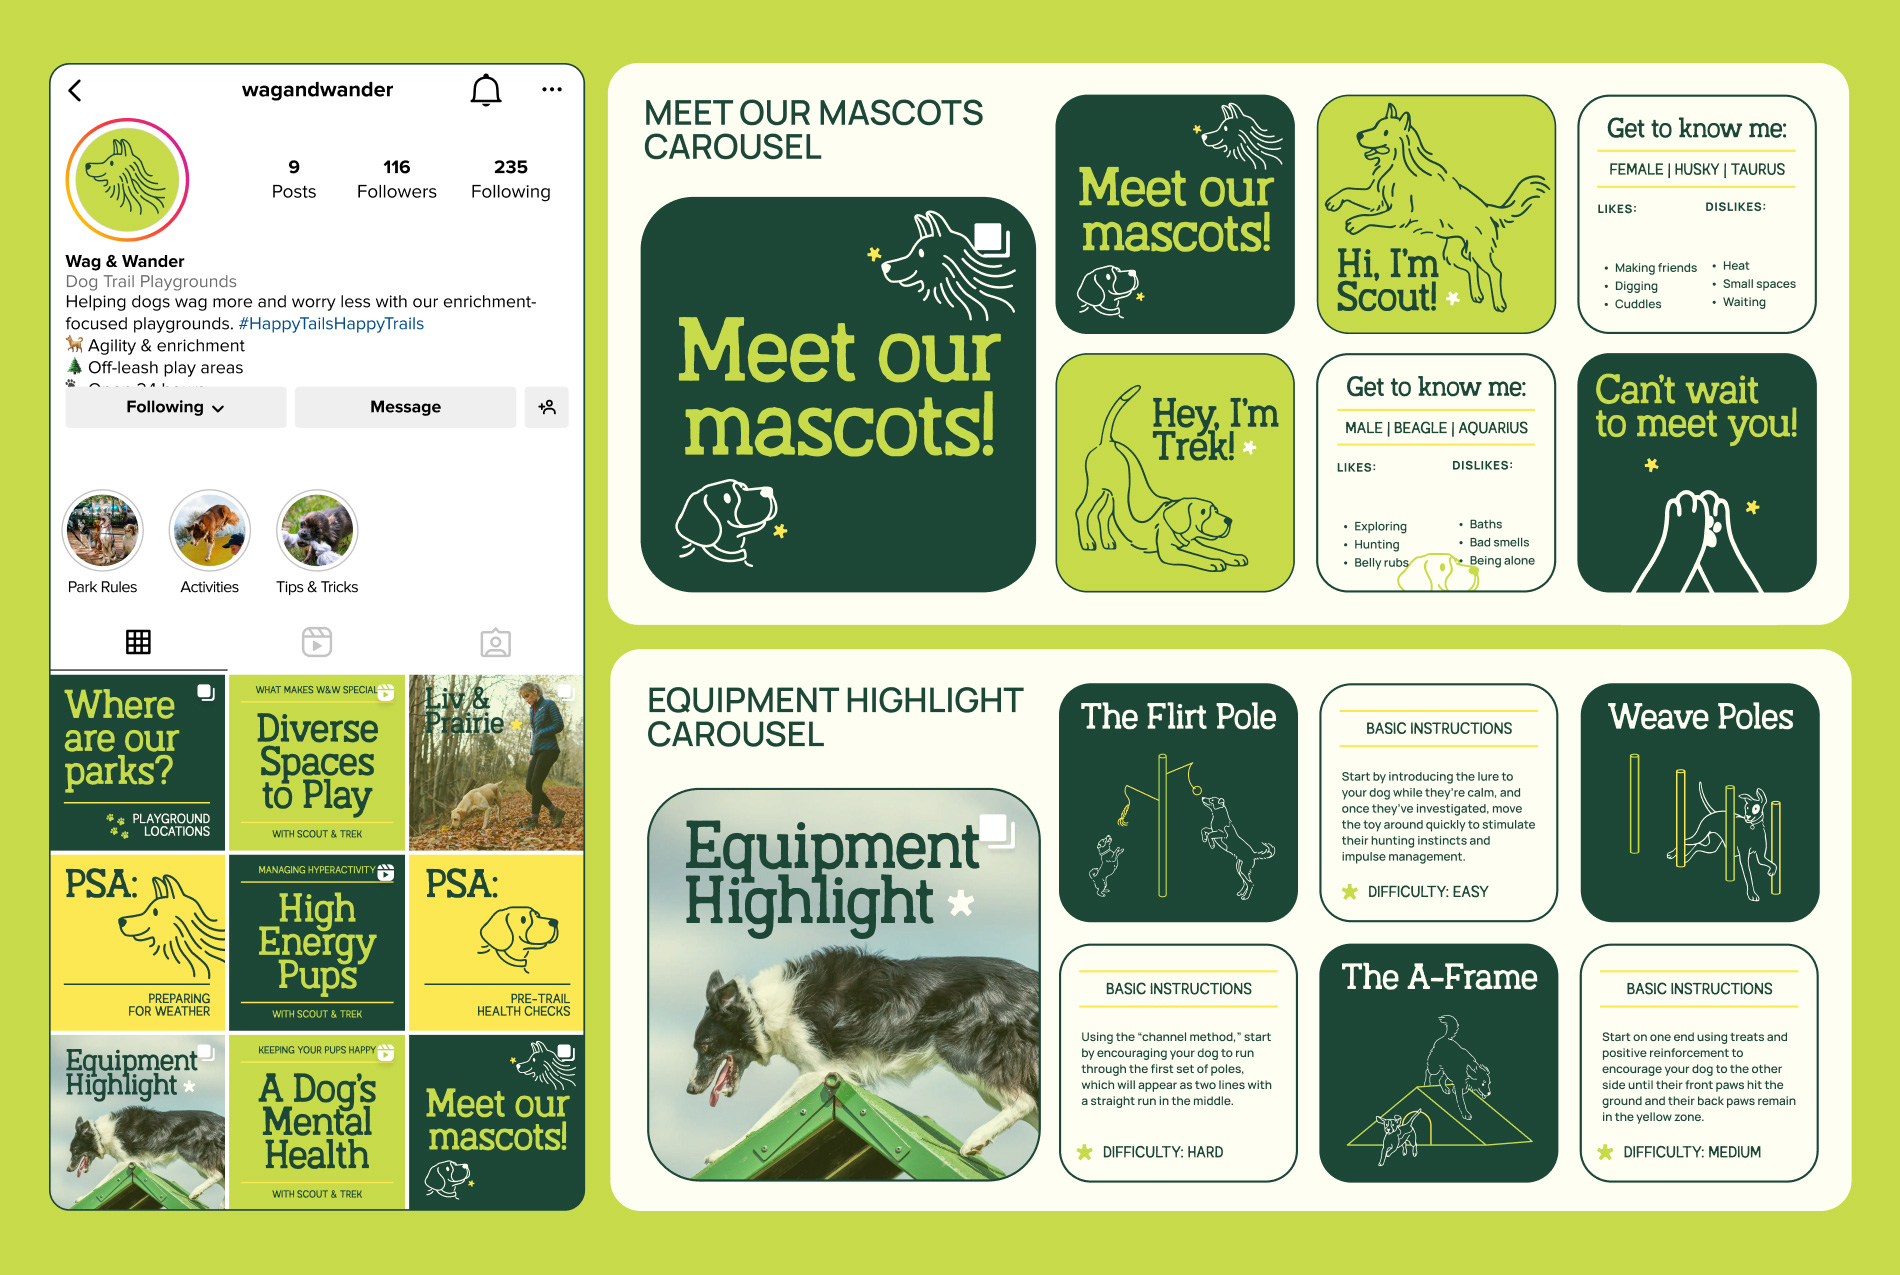 wagandwander
9
Posts
116
Followers
235
Following
Wag & Wander
Dog Trail Playgrounds
Helping dogs wag more and worry less with our enrichment-
focused playgrounds. #HappyTailsHappyTrails
Agility & enrichment
Off-leash play areas
Following
Message
Park Rules
Activities
Tips & Tricks
Where
are our
parks?
PLAYGROUND
LOCATIONS
WHAT MAKES W&W SPECIAL
Diverse
Spaces
to Play
WITH SCOUT & TREK
Liv &
Prairie
PSA:
PREPARING
FOR WEATHER
MANAGING HYPERACTIVITY
High
Energy
Pups
WITH SCOUT & TREK
PSA:
PRE-TRAIL
HEALTH CHECKS
Equipment
Highlight
KEEPING YOUR PUPS HAPPY
A Dog's
Mental
Health
WITH SCOUT & TREK
Meet our
mascots!
MEET OUR MASCOTS
CAROUSEL
Meet our
mascots!
Meet our
mascots!
Hi, I'm
Scout!
Get to know me:
FEMALE | HUSKY | TAURUS
LIKES:
• Making friends
• Digging
• Cuddles
DISLIKES:
• Heat
• Small spaces
• Waiting
Hey, I'm
Trek!
Get to know me:
MALE | BEAGLE | AQUARIUS
LIKES:
• Exploring
• Hunting
• Belly rubs
DISLIKES:
• Baths
• Bad smells
• Being alone
Can't wait
to meet you!
EQUIPMENT HIGHLIGHT
CAROUSEL
Equipment
Highlight
The Flirt Pole
BASIC INSTRUCTIONS
Start by introducing the lure to
your dog while they're calm, and
once they've investigated, move
the toy around quickly to stimulate
their hunting instincts and
impulse management.
DIFFICULTY: EASY
Weave Poles
BASIC INSTRUCTIONS
Using the "channel method," start
by encouraging your dog to run
through the first set of poles,
which will appear as two lines with
a straight run in the middle.
DIFFICULTY: HARD
The A-Frame
BASIC INSTRUCTIONS
Start on one end using treats and
positive reinforcement to
encourage your dog to the other
side until their front paws hit the
ground and their back paws remain
in the yellow zone.
DIFFICULTY: MEDIUM